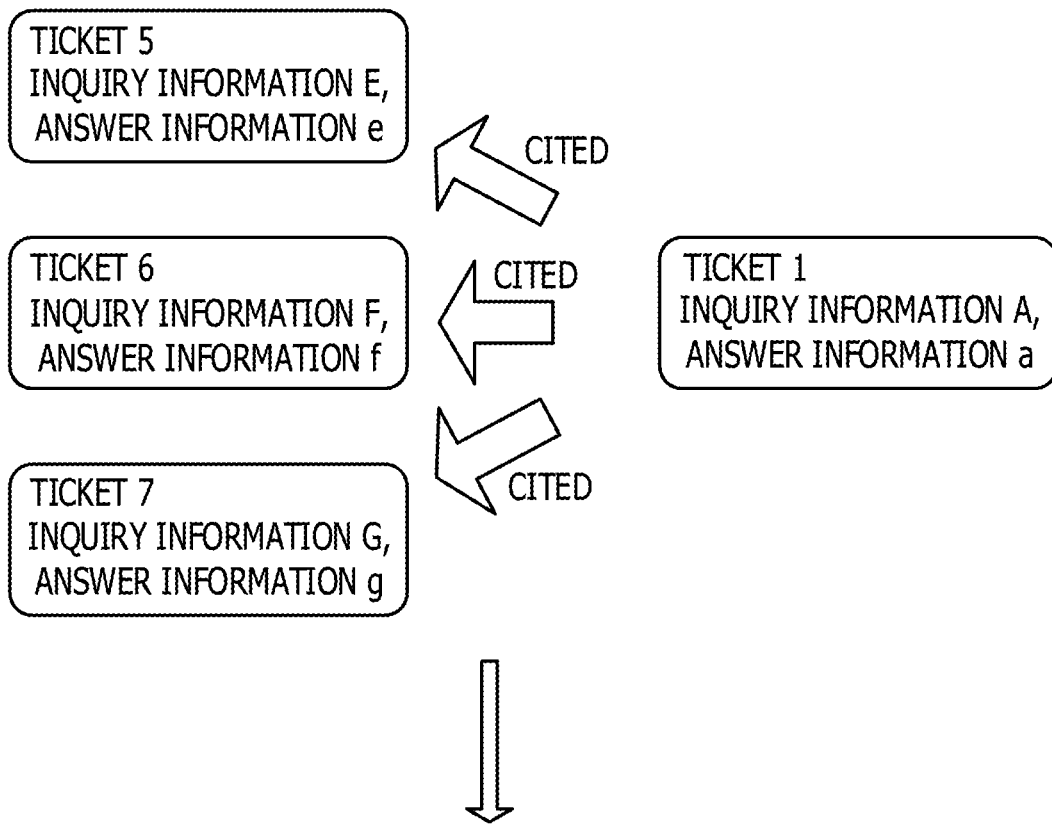 TICKET 5
INQUIRY INFORMATION E,
ANSWER INFORMATION e
CITED
TICKET 6
INQUIRY INFORMATION F,
ANSWER INFORMATION f
CITED
TICKET 1
INQUIRY INFORMATION A,
ANSWER INFORMATION a
TICKET 7
INQUIRY INFORMATION G,
ANSWER INFORMATION g
CITED